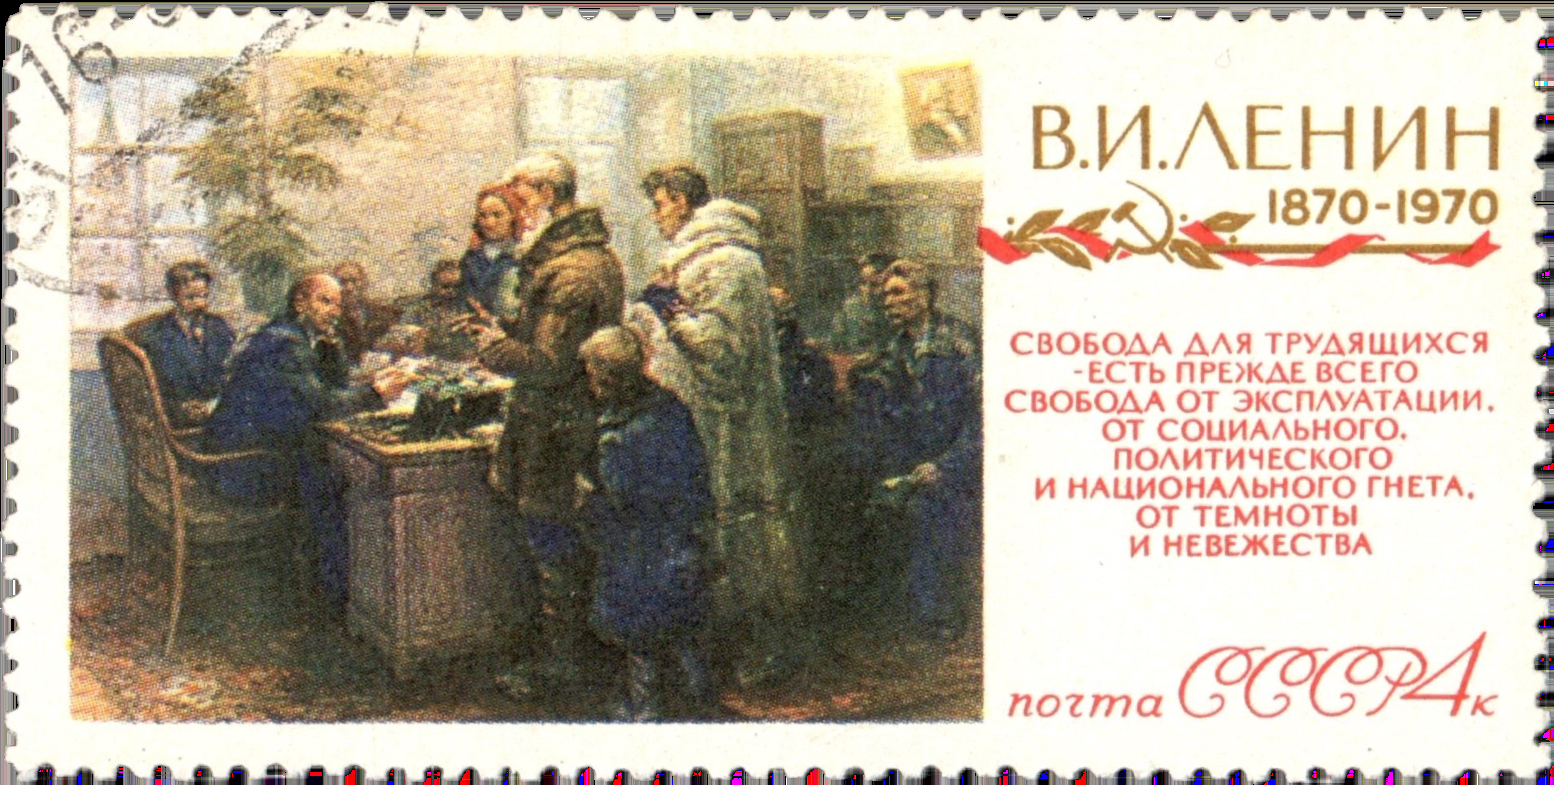 16
В.И.ЛЕНИН
1870-1970
СВОБОДА ДЛЯ ТРУДЯЩИХСЯ
-ЕСТЬ ПРЕЖДЕ ВСЕГО
СВОБОДА ОТ ЭКСПЛУАТАЦИИ,
ОТ СОЦИАЛЬНОГО,
ПОЛИТИЧЕСКОГО
И НАЦИОНАЛЬНОГО ГНЕТА,
ОТ ТЕМНОТЫ
И НЕВЕЖЕСТВА
почта СССР 4к